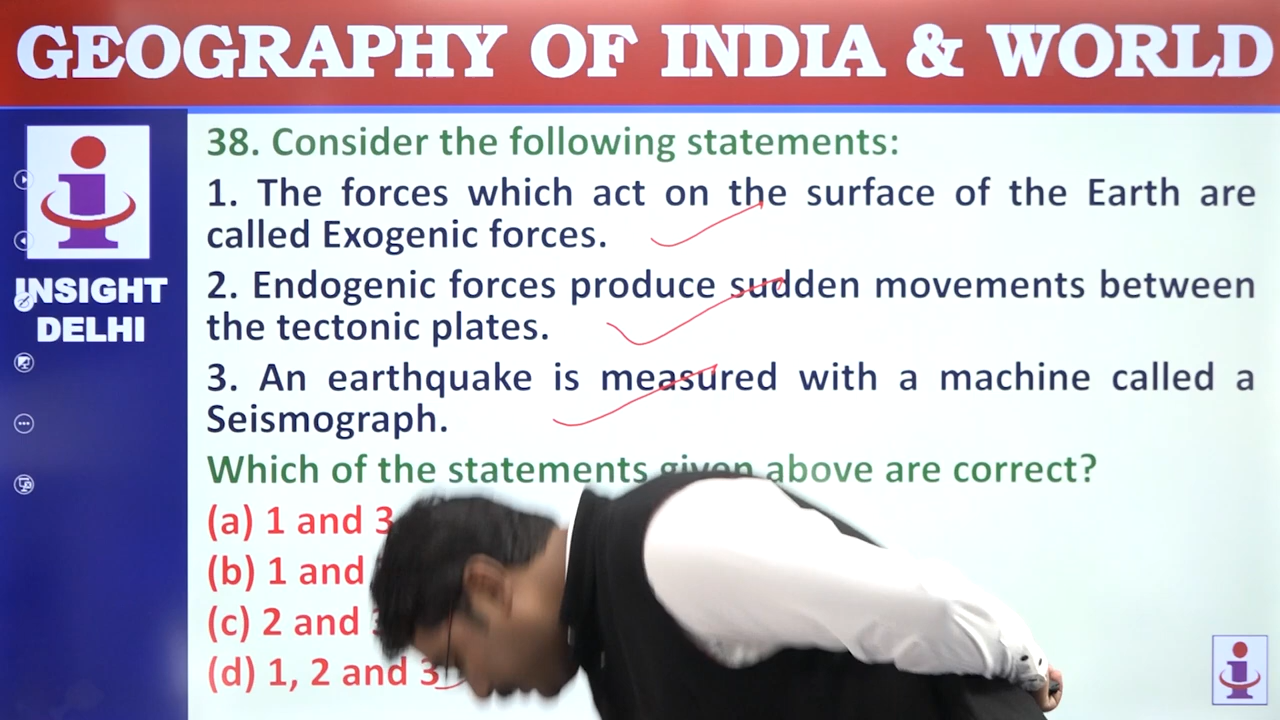 GEOGRAPHY OF INDIA & WORLD
INSIGHT
DELHI
38. Consider the following statements:
1. The forces which act on the surface of the Earth are
called Exogenic forces.
2. Endogenic forces produce sudden movements between
the tectonic plates.
3. An earthquake is measured with a machine called a
Seismograph.
Which of the statements given above are correct?
(a) 1 and 3
(b) 1 and
(c) 2 and
(d) 1, 2 and 3